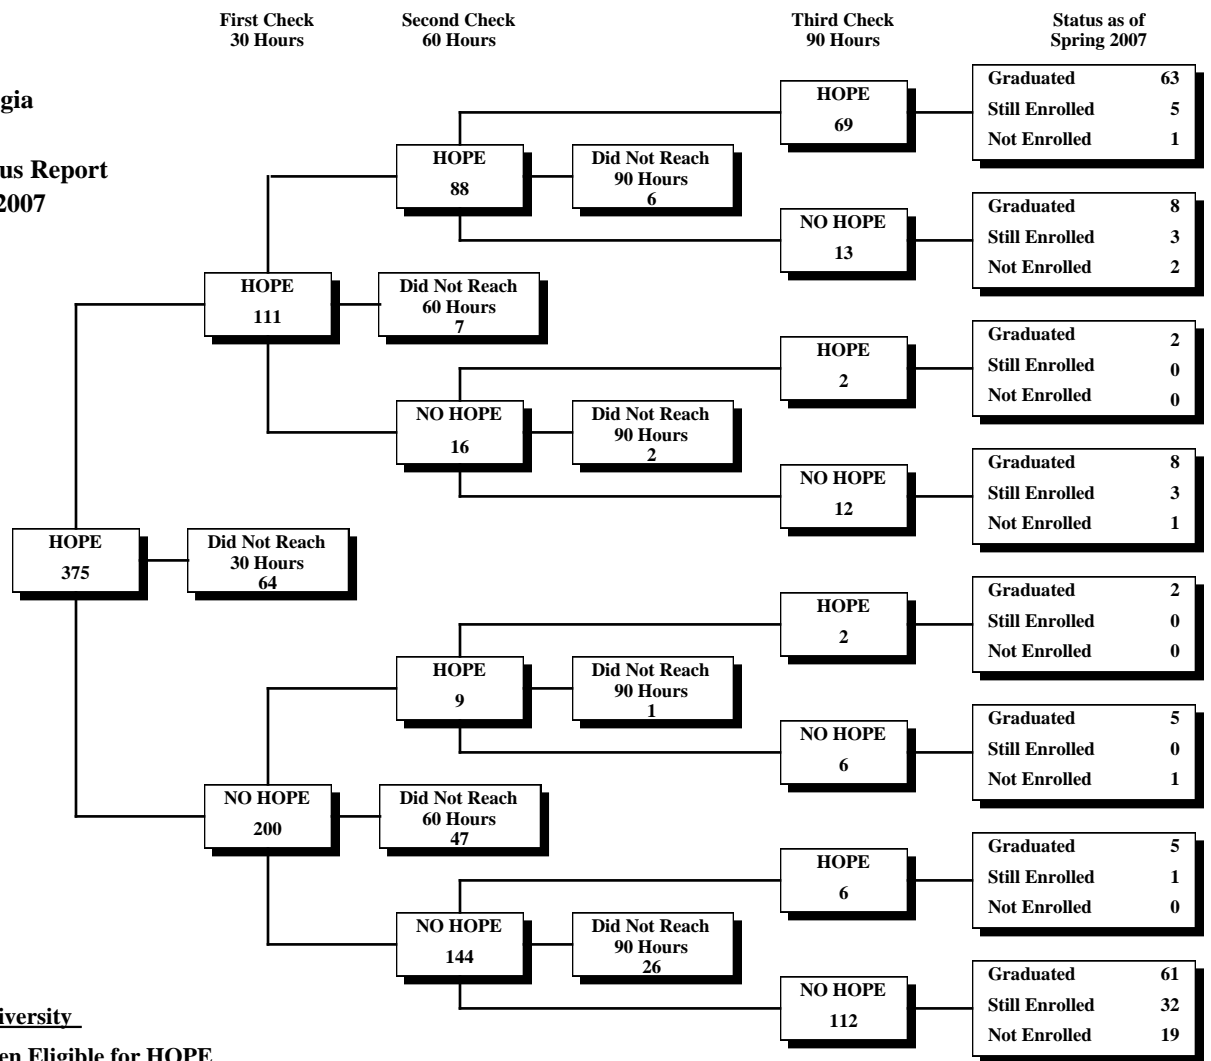 First Check
30 Hours
Second Check
60 Hours
Third Check
90 Hours
Status as of
Spring 2007
gia
us Report
2007
HOPE
375
Did Not Reach
30 Hours
64
HOPE
111
Did Not Reach
60 Hours
7
NO HOPE
200
Did Not Reach
60 Hours
47
HOPE
88
Did Not Reach
90 Hours
6
NO HOPE
16
Did Not Reach
90 Hours
2
HOPE
9
Did Not Reach
90 Hours
1
NO HOPE
144
Did Not Reach
90 Hours
26
HOPE
69
NO HOPE
13
HOPE
2
NO HOPE
12
HOPE
2
NO HOPE
6
HOPE
6
NO HOPE
112
Graduated 63
Still Enrolled 5
Not Enrolled 1
Graduated 8
Still Enrolled 3
Not Enrolled 2
Graduated 2
Still Enrolled 0
Not Enrolled 0
Graduated 8
Still Enrolled 3
Not Enrolled 1
Graduated 2
Still Enrolled 0
Not Enrolled 0
Graduated 5
Still Enrolled 0
Not Enrolled 1
Graduated 5
Still Enrolled 1
Not Enrolled 0
Graduated 61
Still Enrolled 32
Not Enrolled 19
iversity
en Eligible for HOPE